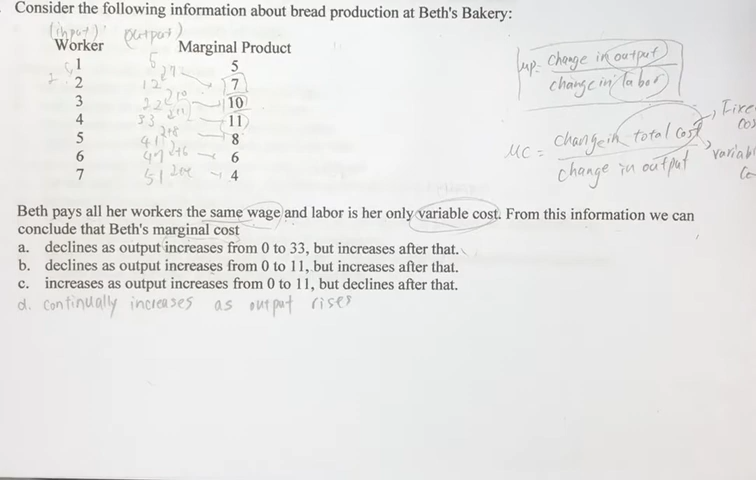 Consider the following information about bread production at Beth's Bakery:
(input) (output)
Worker Marginal Product
1 5 5
2 12 7
3 22 10
4 33 11
5 41 8
6 47 6
7 51 4
MP = change in output / change in labor
MC = change in total cost / change in output
Beth pays all her workers the same wage and labor is her only variable cost. From this information we can
conclude that Beth's marginal cost
a. declines as output increases from 0 to 33, but increases after that.
b. declines as output increases from 0 to 11, but increases after that.
c. increases as output increases from 0 to 11, but declines after that.
d. continually increases as output rises